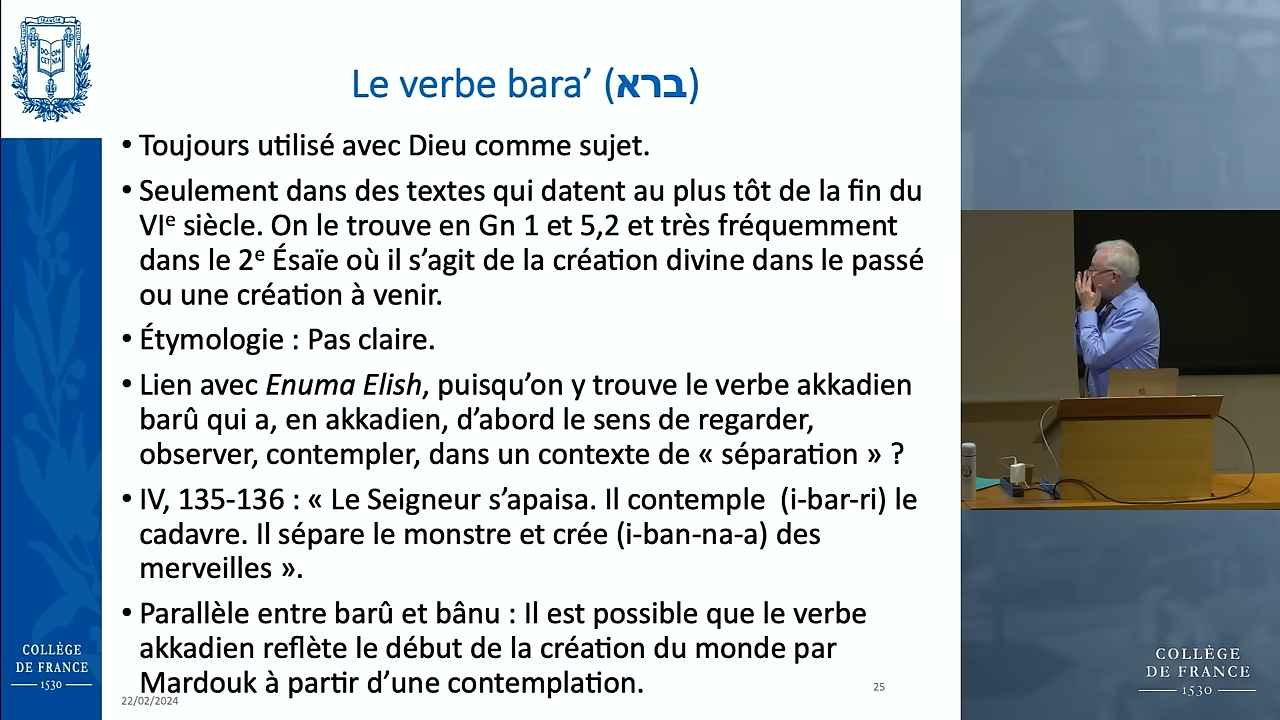 Le verbe bara’ (ברא)
• Toujours utilisé avec Dieu comme sujet.
• Seulement dans des textes qui datent au plus tôt de la fin du
VIe siècle. On le trouve en Gn 1 et 5,2 et très fréquemment
dans le 2e Ésaïe où il s’agit de la création divine dans le passé
ou une création à venir.
• Étymologie : Pas claire.
• Lien avec Enuma Elish, puisqu’on y trouve le verbe akkadien
barû qui a, en akkadien, d’abord le sens de regarder,
observer, contempler, dans un contexte de « séparation » ?
• IV, 135-136 : « Le Seigneur s’apaisa. Il contemple (i-bar-ri) le
cadavre. Il sépare le monstre et crée (i-ban-na-a) des
merveilles ».
• Parallèle entre barû et bânu : Il est possible que le verbe
akkadien reflète le début de la création du monde par
Mardouk à partir d’une contemplation.
22/02/2024
25
COLLÈGE
DE FRANCE
1530
COLLÈGE
DE FRANCE
1530